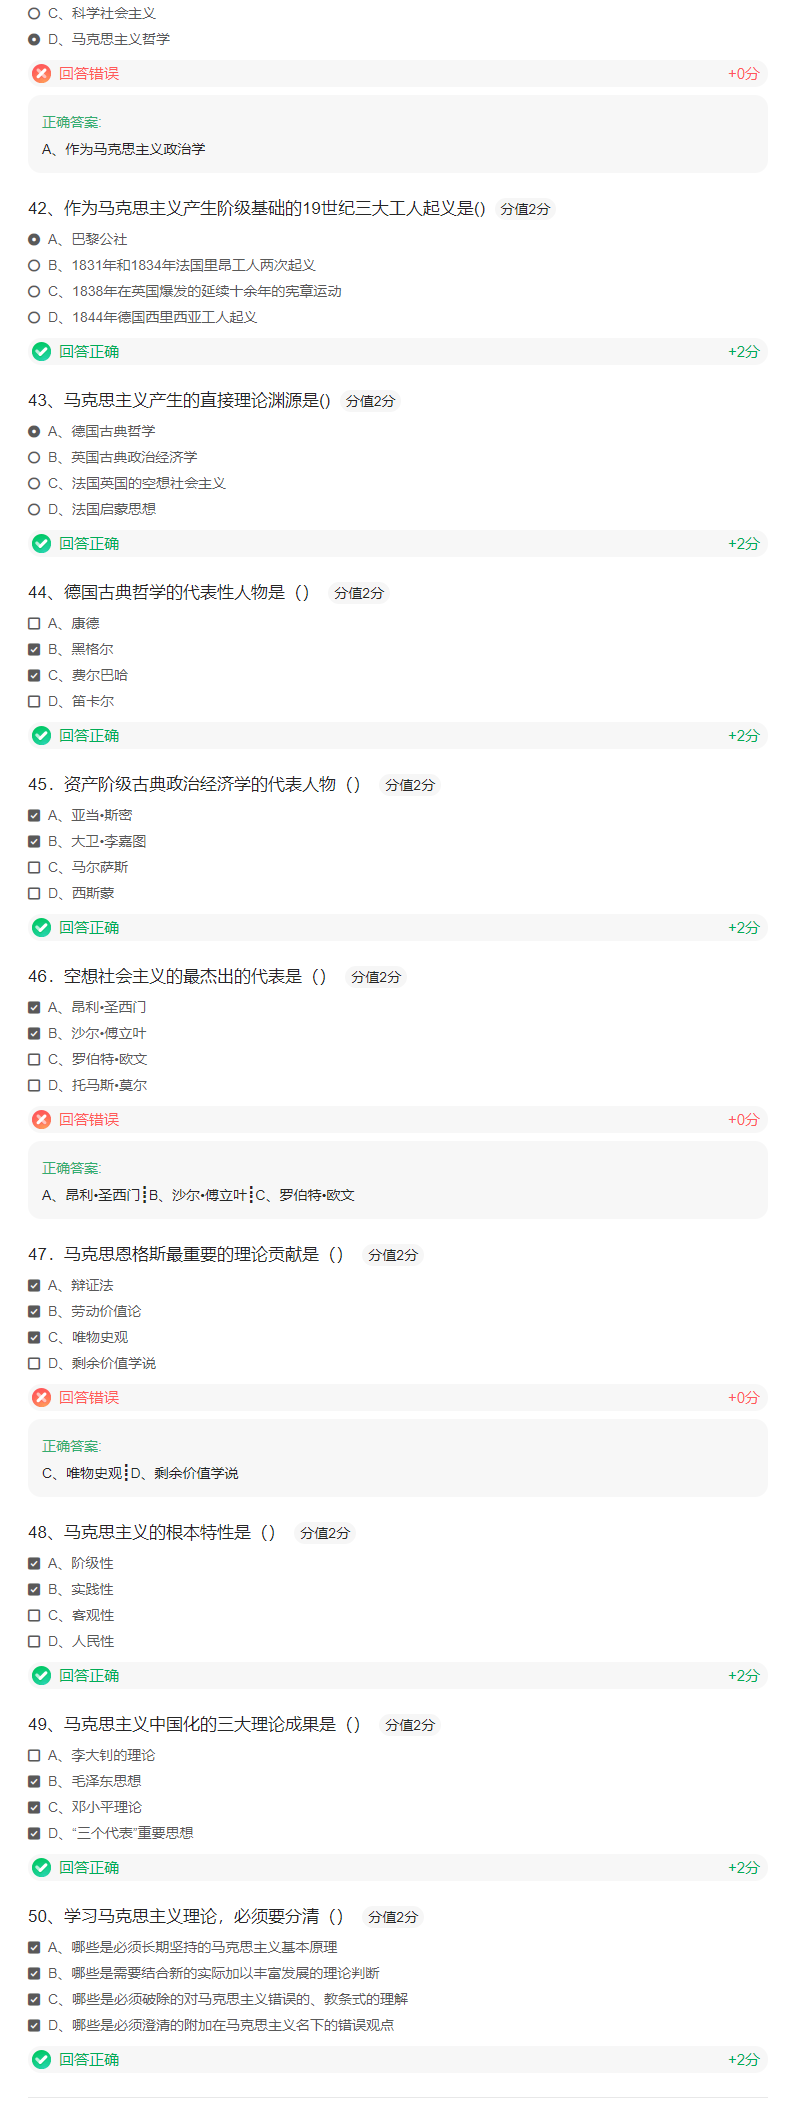 C、科学社会主义
D、马克思主义哲学
回答错误 +0分
正确答案:
A、作为马克思主义政治学
42、作为马克思主义产生阶级基础的19世纪三大工人起义是() 分值2分
A、巴黎公社
B、1831年和1834年法国里昂工人两次起义
C、1838年在英国爆发的延续十余年的宪章运动
D、1844年德国西里西亚工人起义
回答正确 +2分
43、马克思主义产生的直接理论渊源是() 分值2分
A、德国古典哲学
B、英国古典政治经济学
C、法国英国的空想社会主义
D、法国启蒙思想
回答正确 +2分
44、德国古典哲学的代表性人物是（） 分值2分
A、康德
B、黑格尔
C、费尔巴哈
D、笛卡尔
回答正确 +2分
45．资产阶级古典政治经济学的代表人物（） 分值2分
A、亚当•斯密
B、大卫•李嘉图
C、马尔萨斯
D、西斯蒙
回答正确 +2分
46．空想社会主义的最杰出的代表是（） 分值2分
A、昂利•圣西门
B、沙尔•傅立叶
C、罗伯特•欧文
D、托马斯•莫尔
回答错误 +0分
正确答案:
A、昂利•圣西门┋B、沙尔•傅立叶┋C、罗伯特•欧文
47．马克思恩格斯最重要的理论贡献是（） 分值2分
A、辩证法
B、劳动价值论
C、唯物史观
D、剩余价值学说
回答错误 +0分
正确答案:
C、唯物史观┋D、剩余价值学说
48、马克思主义的根本特性是（） 分值2分
A、阶级性
B、实践性
C、客观性
D、人民性
回答正确 +2分
49、马克思主义中国化的三大理论成果是（） 分值2分
A、李大钊的理论
B、毛泽东思想
C、邓小平理论
D、“三个代表”重要思想
回答正确 +2分
50、学习马克思主义理论，必须要分清（） 分值2分
A、哪些是必须长期坚持的马克思主义基本原理
B、哪些是需要结合新的实际加以丰富发展的理论判断
C、哪些是必须破除的对马克思主义错误的、教条式的理解
D、哪些是必须澄清的附加在马克思主义名下的错误观点
回答正确 +2分